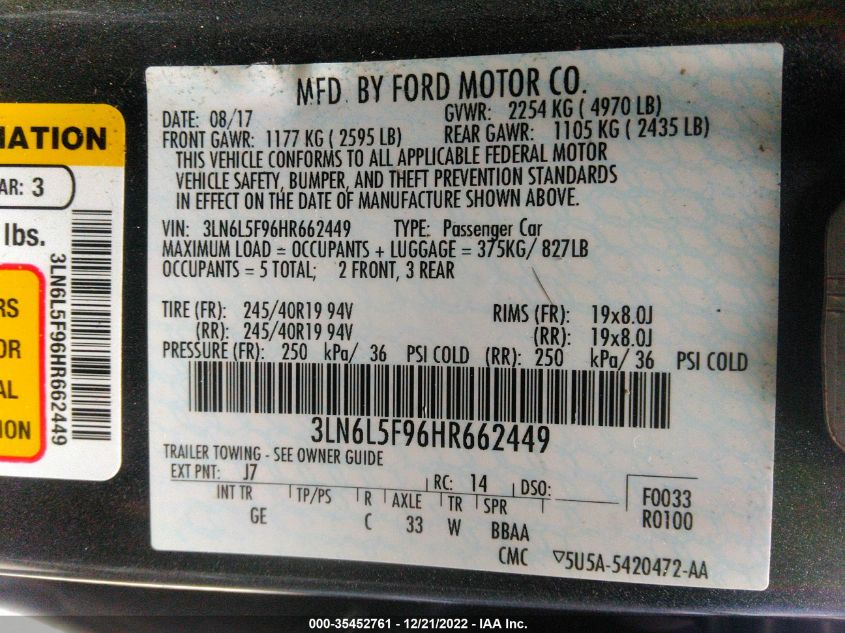 MFD. BY FORD MOTOR CO.
DATE: 08/17 GVWR: 2254 KG ( 4970 LB)
FRONT GAWR: 1177 KG ( 2595 LB) REAR GAWR: 1105 KG ( 2435 LB)
THIS VEHICLE CONFORMS TO ALL APPLICABLE FEDERAL MOTOR
VEHICLE SAFETY, BUMPER, AND THEFT PREVENTION STANDARDS
IN EFFECT ON THE DATE OF MANUFACTURE SHOWN ABOVE.
VIN: 3LN6L5F96HR662449 TYPE: Passenger Car
MAXIMUM LOAD = OCCUPANTS + LUGGAGE = 375KG/ 827LB
OCCUPANTS = 5 TOTAL; 2 FRONT, 3 REAR
TIRE (FR): 245/40R19 94V RIMS (FR): 19x8.0J
(RR): 245/40R19 94V (RR): 19x8.0J
PRESSURE (FR): 250 kPa/ 36 PSI COLD (RR): 250 kPa/ 36 PSI COLD
3LN6L5F96HR662449
TRAILER TOWING - SEE OWNER GUIDE
EXT PNT: J7 RC: 14 DSO:
INT TR TP/PS R AXLE TR SPR
GE C 33 W BBAA
CMC
F0033
R0100
▽5U5A-5420472-AA
MATION
AR: 3
lbs.
3LN6L5F96HR662449
RS
OR
AL
ION
000-35452761 - 12/21/2022 - IAA Inc.